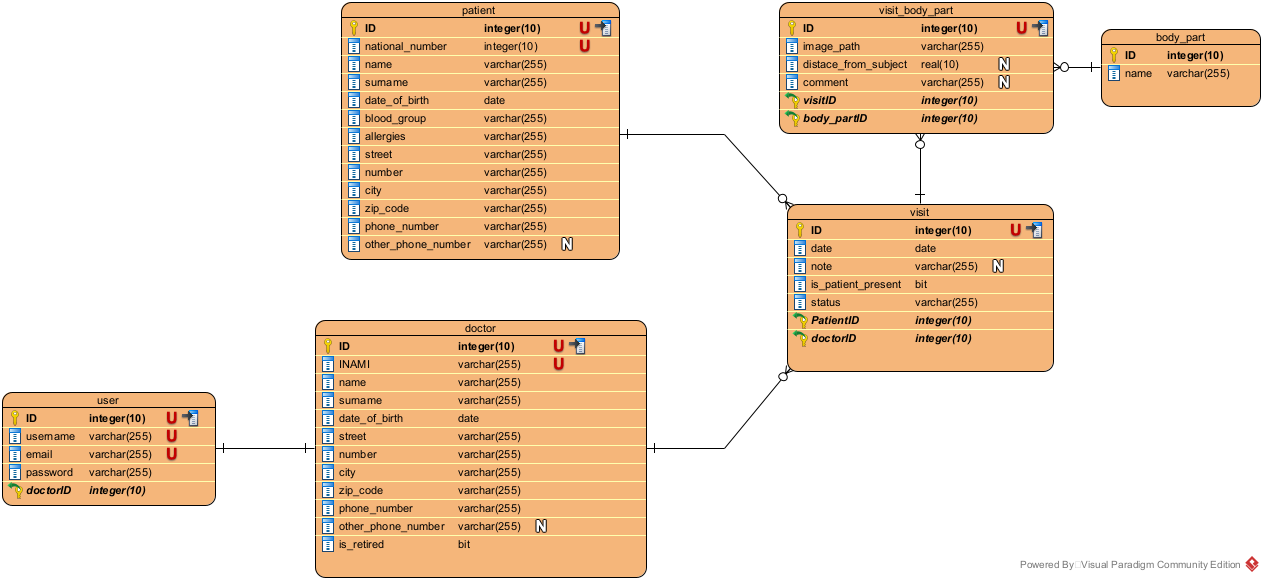 patient
ID integer(10) U
national_number integer(10) U
name varchar(255)
surname varchar(255)
date_of_birth date
blood_group varchar(255)
allergies varchar(255)
street varchar(255)
number varchar(255)
city varchar(255)
zip_code varchar(255)
phone_number varchar(255)
other_phone_number varchar(255) N
visit_body_part
ID integer(10) U
image_path varchar(255)
distace_from_subject real(10) N
comment varchar(255) N
visitID integer(10)
body_partID integer(10)
body_part
ID integer(10)
name varchar(255)
visit
ID integer(10) U
date date
note varchar(255) N
is_patient_present bit
status varchar(255)
PatientID integer(10)
doctorID integer(10)
doctor
ID integer(10) U
INAMI varchar(255) U
name varchar(255)
surname varchar(255)
date_of_birth date
street varchar(255)
number varchar(255)
city varchar(255)
zip_code varchar(255)
phone_number varchar(255)
other_phone_number varchar(255) N
is_retired bit
user
ID integer(10) U
username varchar(255) U
email varchar(255) U
password varchar(255)
doctorID integer(10)
Powered By Visual Paradigm Community Edition